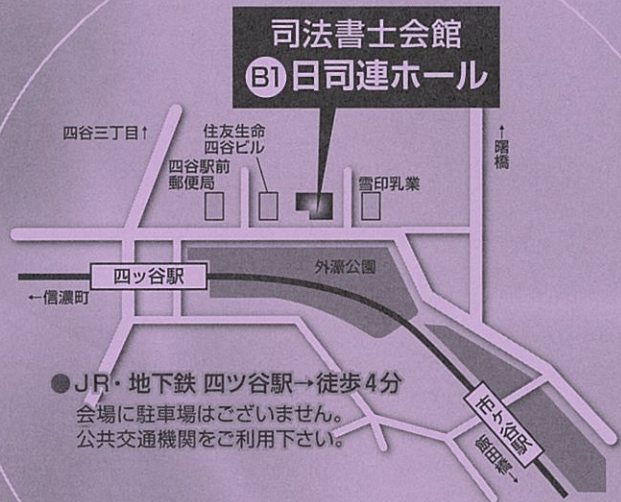 司法書士会館
B1日司連ホール
四谷三丁目↑
住友生命
四谷ビル
四谷駅前
郵便局
雪印乳業
↑曙橋
外濠公園
四ッ谷駅
←信濃町
●JR・地下鉄 四ツ谷駅→徒歩4分
会場に駐車場はございません。
公共交通機関をご利用下さい。
市ヶ谷駅
飯田橋→